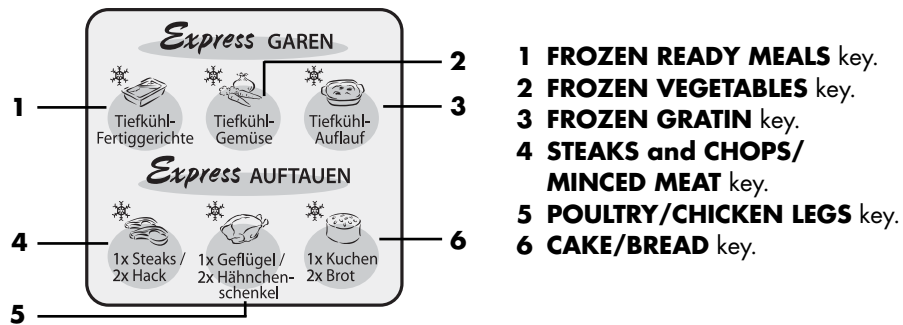 Express GAREN
1
2
3
Tiefkühl-
Fertiggerichte
Tiefkühl-
Gemüse
Tiefkühl-
Auflauf
Express AUFTAUEN
4
5
6
1x Steaks /
2x Hack
1x Geflügel /
2x Hähnchen-
schenkel
1x Kuchen
2x Brot
1 FROZEN READY MEALS key.
2 FROZEN VEGETABLES key.
3 FROZEN GRATIN key.
4 STEAKS and CHOPS/
MINCED MEAT key.
5 POULTRY/CHICKEN LEGS key.
6 CAKE/BREAD key.